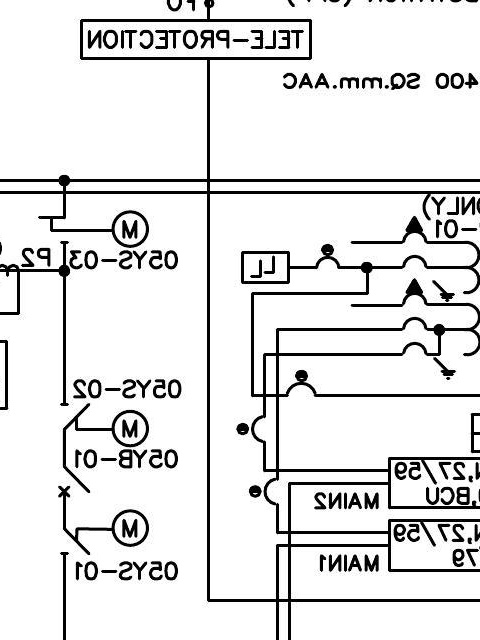 FO
TELE-PROTECTION
400 SQ.mm.AAC
ONLY)
-01
M
05YS-03
P2
LL
05YS-02
M
05YB-01
N,27/59
,BCU
MAIN2
M
05YS-01
N,27/59
/79
MAIN1